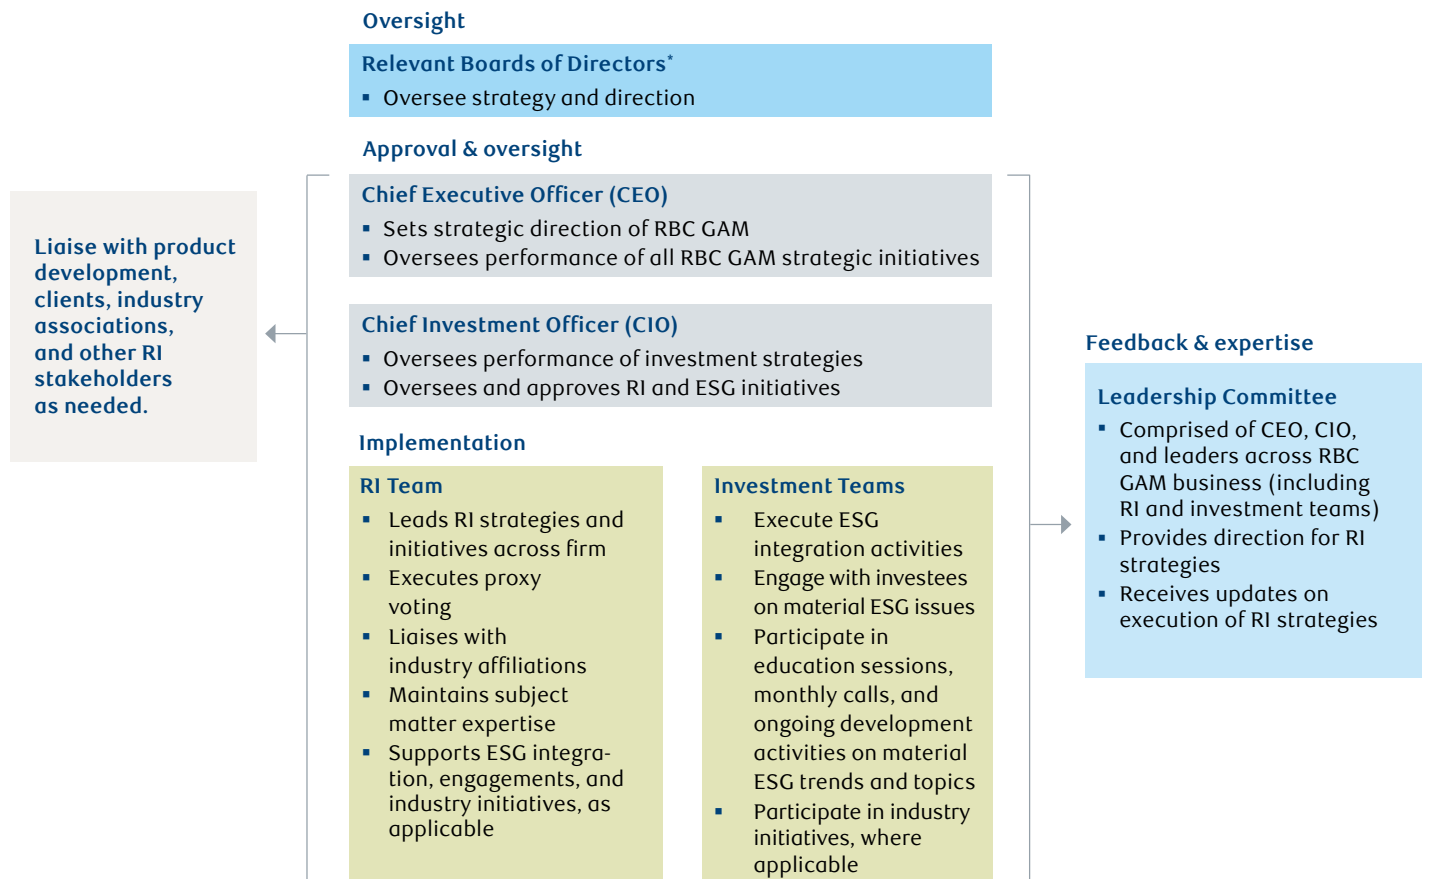 Oversight
Relevant Boards of Directors*
▪ Oversee strategy and direction
Approval & oversight
Chief Executive Officer (CEO)
▪ Sets strategic direction of RBC GAM
▪ Oversees performance of all RBC GAM strategic initiatives
Chief Investment Officer (CIO)
▪ Oversees performance of investment strategies
▪ Oversees and approves RI and ESG initiatives
Liaise with product
development,
clients, industry
associations,
and other RI
stakeholders
as needed.
Implementation
RI Team
▪ Leads RI strategies and
initiatives across firm
▪ Executes proxy
voting
▪ Liaises with
industry affiliations
▪ Maintains subject
matter expertise
▪ Supports ESG integra-
tion, engagements, and
industry initiatives, as
applicable
Investment Teams
▪ Execute ESG
integration activities
▪ Engage with investees
on material ESG issues
▪ Participate in
education sessions,
monthly calls, and
ongoing development
activities on material
ESG trends and topics
▪ Participate in industry
initiatives, where
applicable
Feedback & expertise
Leadership Committee
▪ Comprised of CEO, CIO,
and leaders across RBC
GAM business (including
RI and investment teams)
▪ Provides direction for RI
strategies
▪ Receives updates on
execution of RI strategies